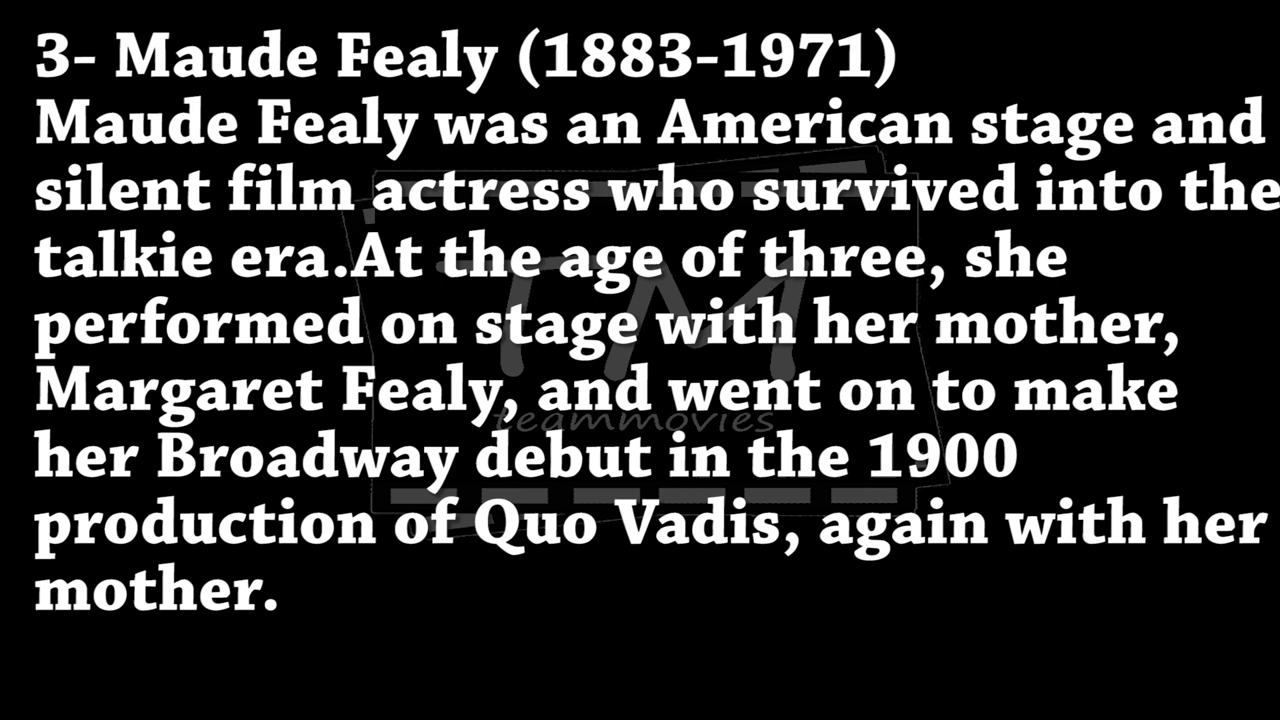 3- Maude Fealy (1883-1971)
Maude Fealy was an American stage and
silent film actress who survived into the
talkie era.At the age of three, she
performed on stage with her mother,
Margaret Fealy, and went on to make
her Broadway debut in the 1900
production of Quo Vadis, again with her
mother.
TM
teammovies